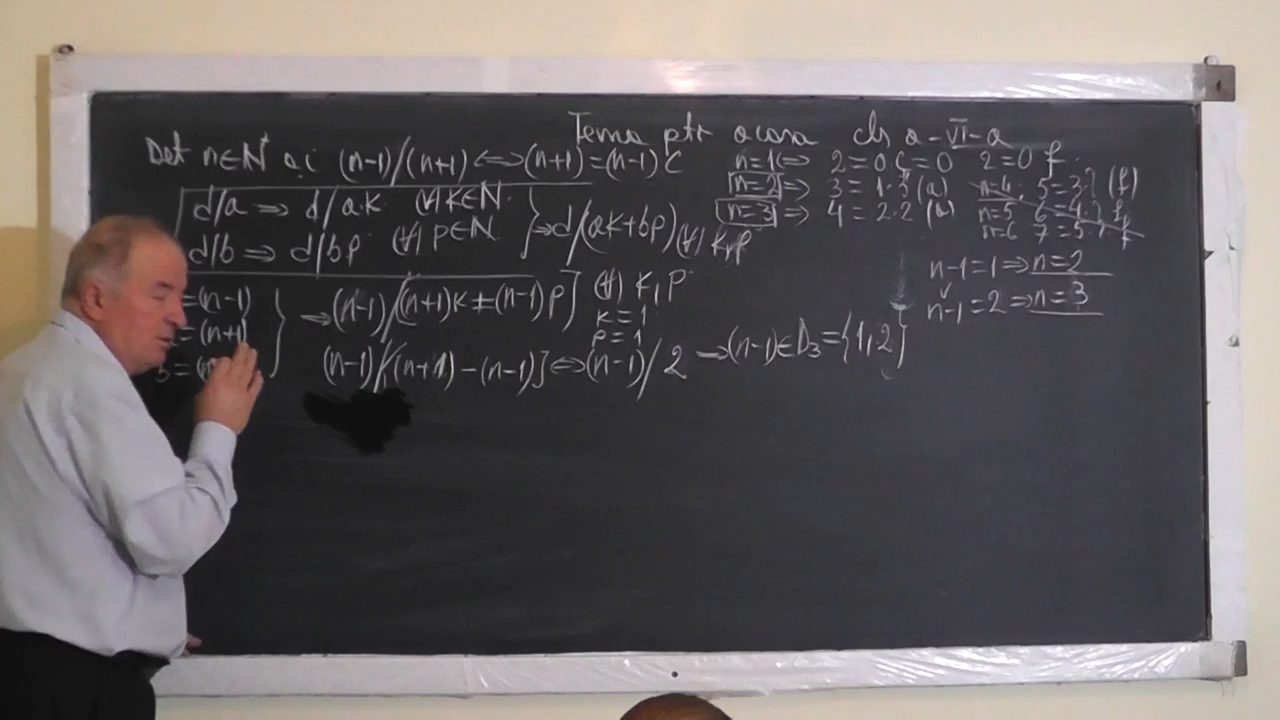 Tema ptr acasa cls a-VI-a
Det n∈N* a.i (n-1)/(n+1) ⟺ (n+1)=(n-1)C
d/a ⇒ d/a.k (∀)k∈N
d/b ⇒ d/bp (∀) p∈N } ⇒ d/(ak+bp) (∀) k,p
=(n-1)
=(n+1) } ⇒ (n-1)/[(n+1)k±(n-1)p] (∀) k,p
k=1
p=1
(n-1)/[(n+1)-(n-1)] ⟺ (n-1)/2 → (n-1)∈D₃={1,2}
n=1 ⇒ 2=0 C=0 2=0 f.
n=2 ⇒ 3=1.3 (a)
n=3 ⇒ 4=2.2 (a)
n=4. 5=3.? (f)
n=5 6=4.? f
n=6 7=5.? f
n-1=1 ⇒ n=2
n-1=2 ⇒ n=3